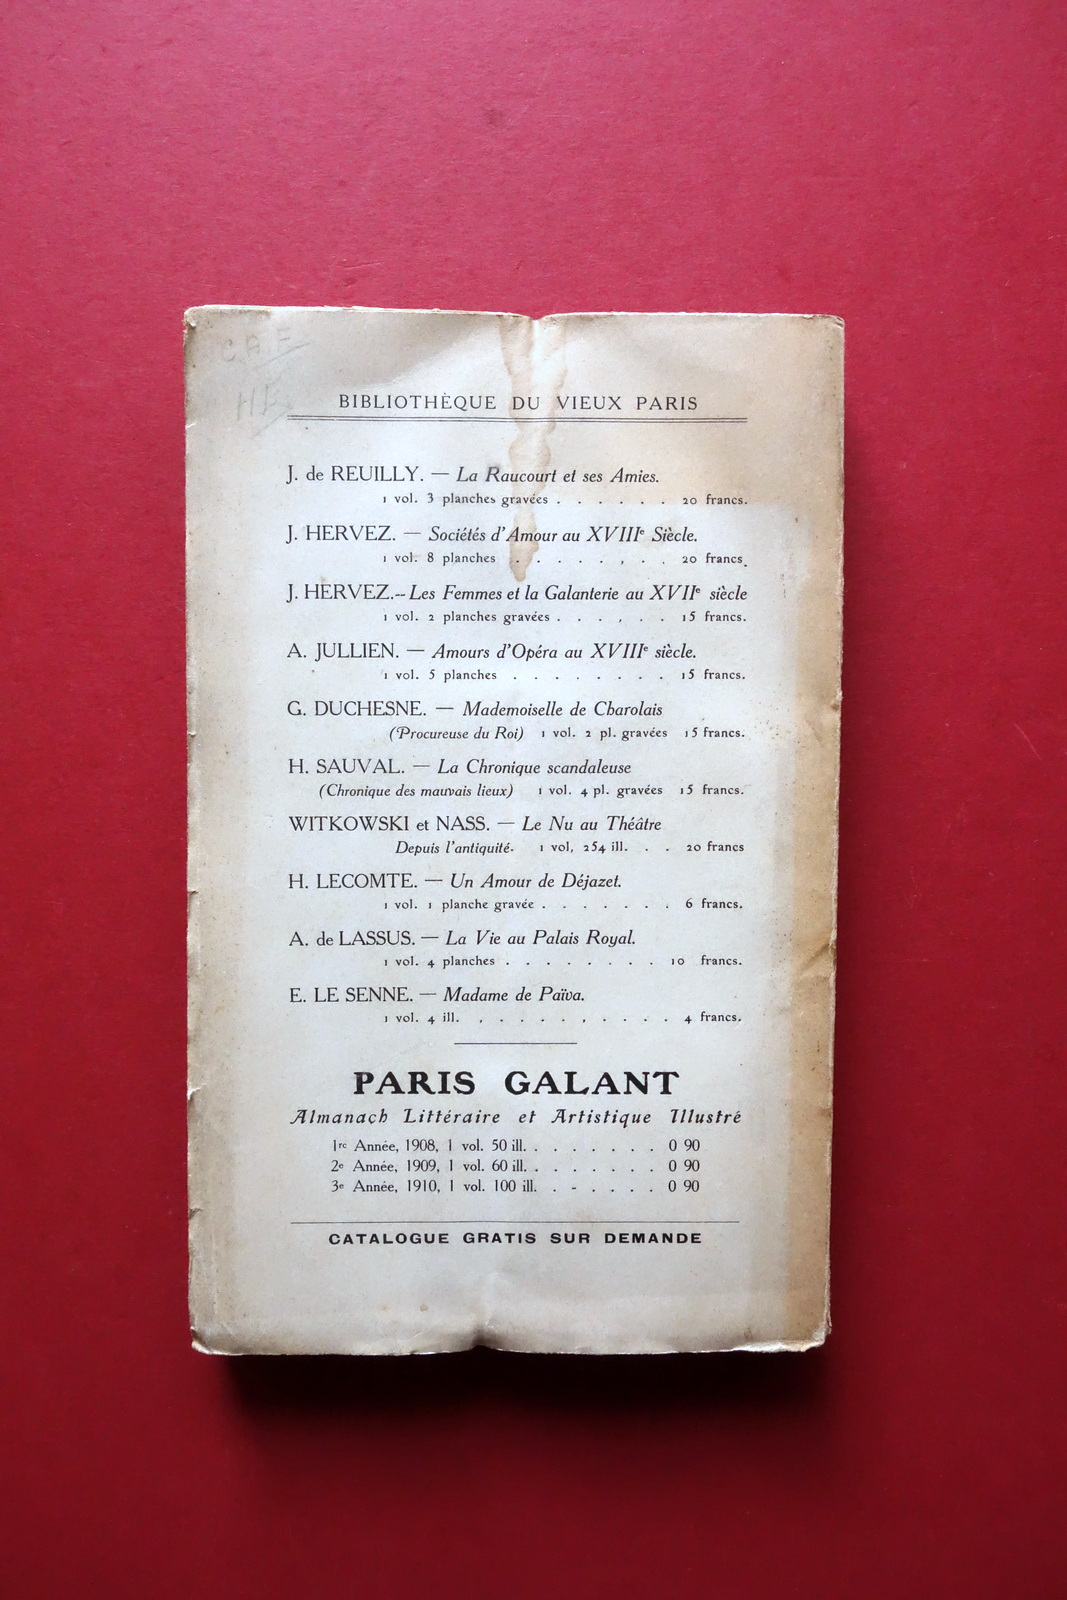 C.A.F.
BIBLIOTHÈQUE DU VIEUX PARIS
J. de REUILLY. — La Raucourt et ses Amies.
1 vol. 3 planches gravées . . . . . . 20 francs.
J. HERVEZ. — Sociétés d'Amour au XVIIIe Siècle.
1 vol. 8 planches . . . . . , . . 20 francs.
J. HERVEZ.-- Les Femmes et la Galanterie au XVIIe siècle
1 vol. 2 planches gravées . . . , . . 15 francs.
A. JULLIEN. — Amours d'Opéra au XVIIIe siècle.
1 vol. 5 planches . . . . . . . . 15 francs.
G. DUCHESNE. — Mademoiselle de Charolais
(Procureuse du Roi) 1 vol. 2 pl. gravées 15 francs.
H. SAUVAL. — La Chronique scandaleuse
(Chronique des mauvais lieux) 1 vol. 4 pl. gravées 15 francs.
WITKOWSKI et NASS. — Le Nu au Théâtre
Depuis l'antiquité. 1 vol, 254 ill. . . 20 francs
H. LECOMTE. — Un Amour de Déjazet.
1 vol. 1 planche gravée . . . . . . . 6 francs.
A. de LASSUS. — La Vie au Palais Royal.
1 vol. 4 planches . . . . . . . . 10 francs.
E. LE SENNE. — Madame de Païva.
1 vol. 4 ill. , . . . . , . . . . 4 francs.
PARIS GALANT
Almanach Littéraire et Artistique Illustré
1re Année, 1908, 1 vol. 50 ill. . . . . . . . 0 90
2e Année, 1909, 1 vol. 60 ill. . . . . . . . 0 90
3e Année, 1910, 1 vol. 100 ill. . - . . . . 0 90
CATALOGUE GRATIS SUR DEMANDE